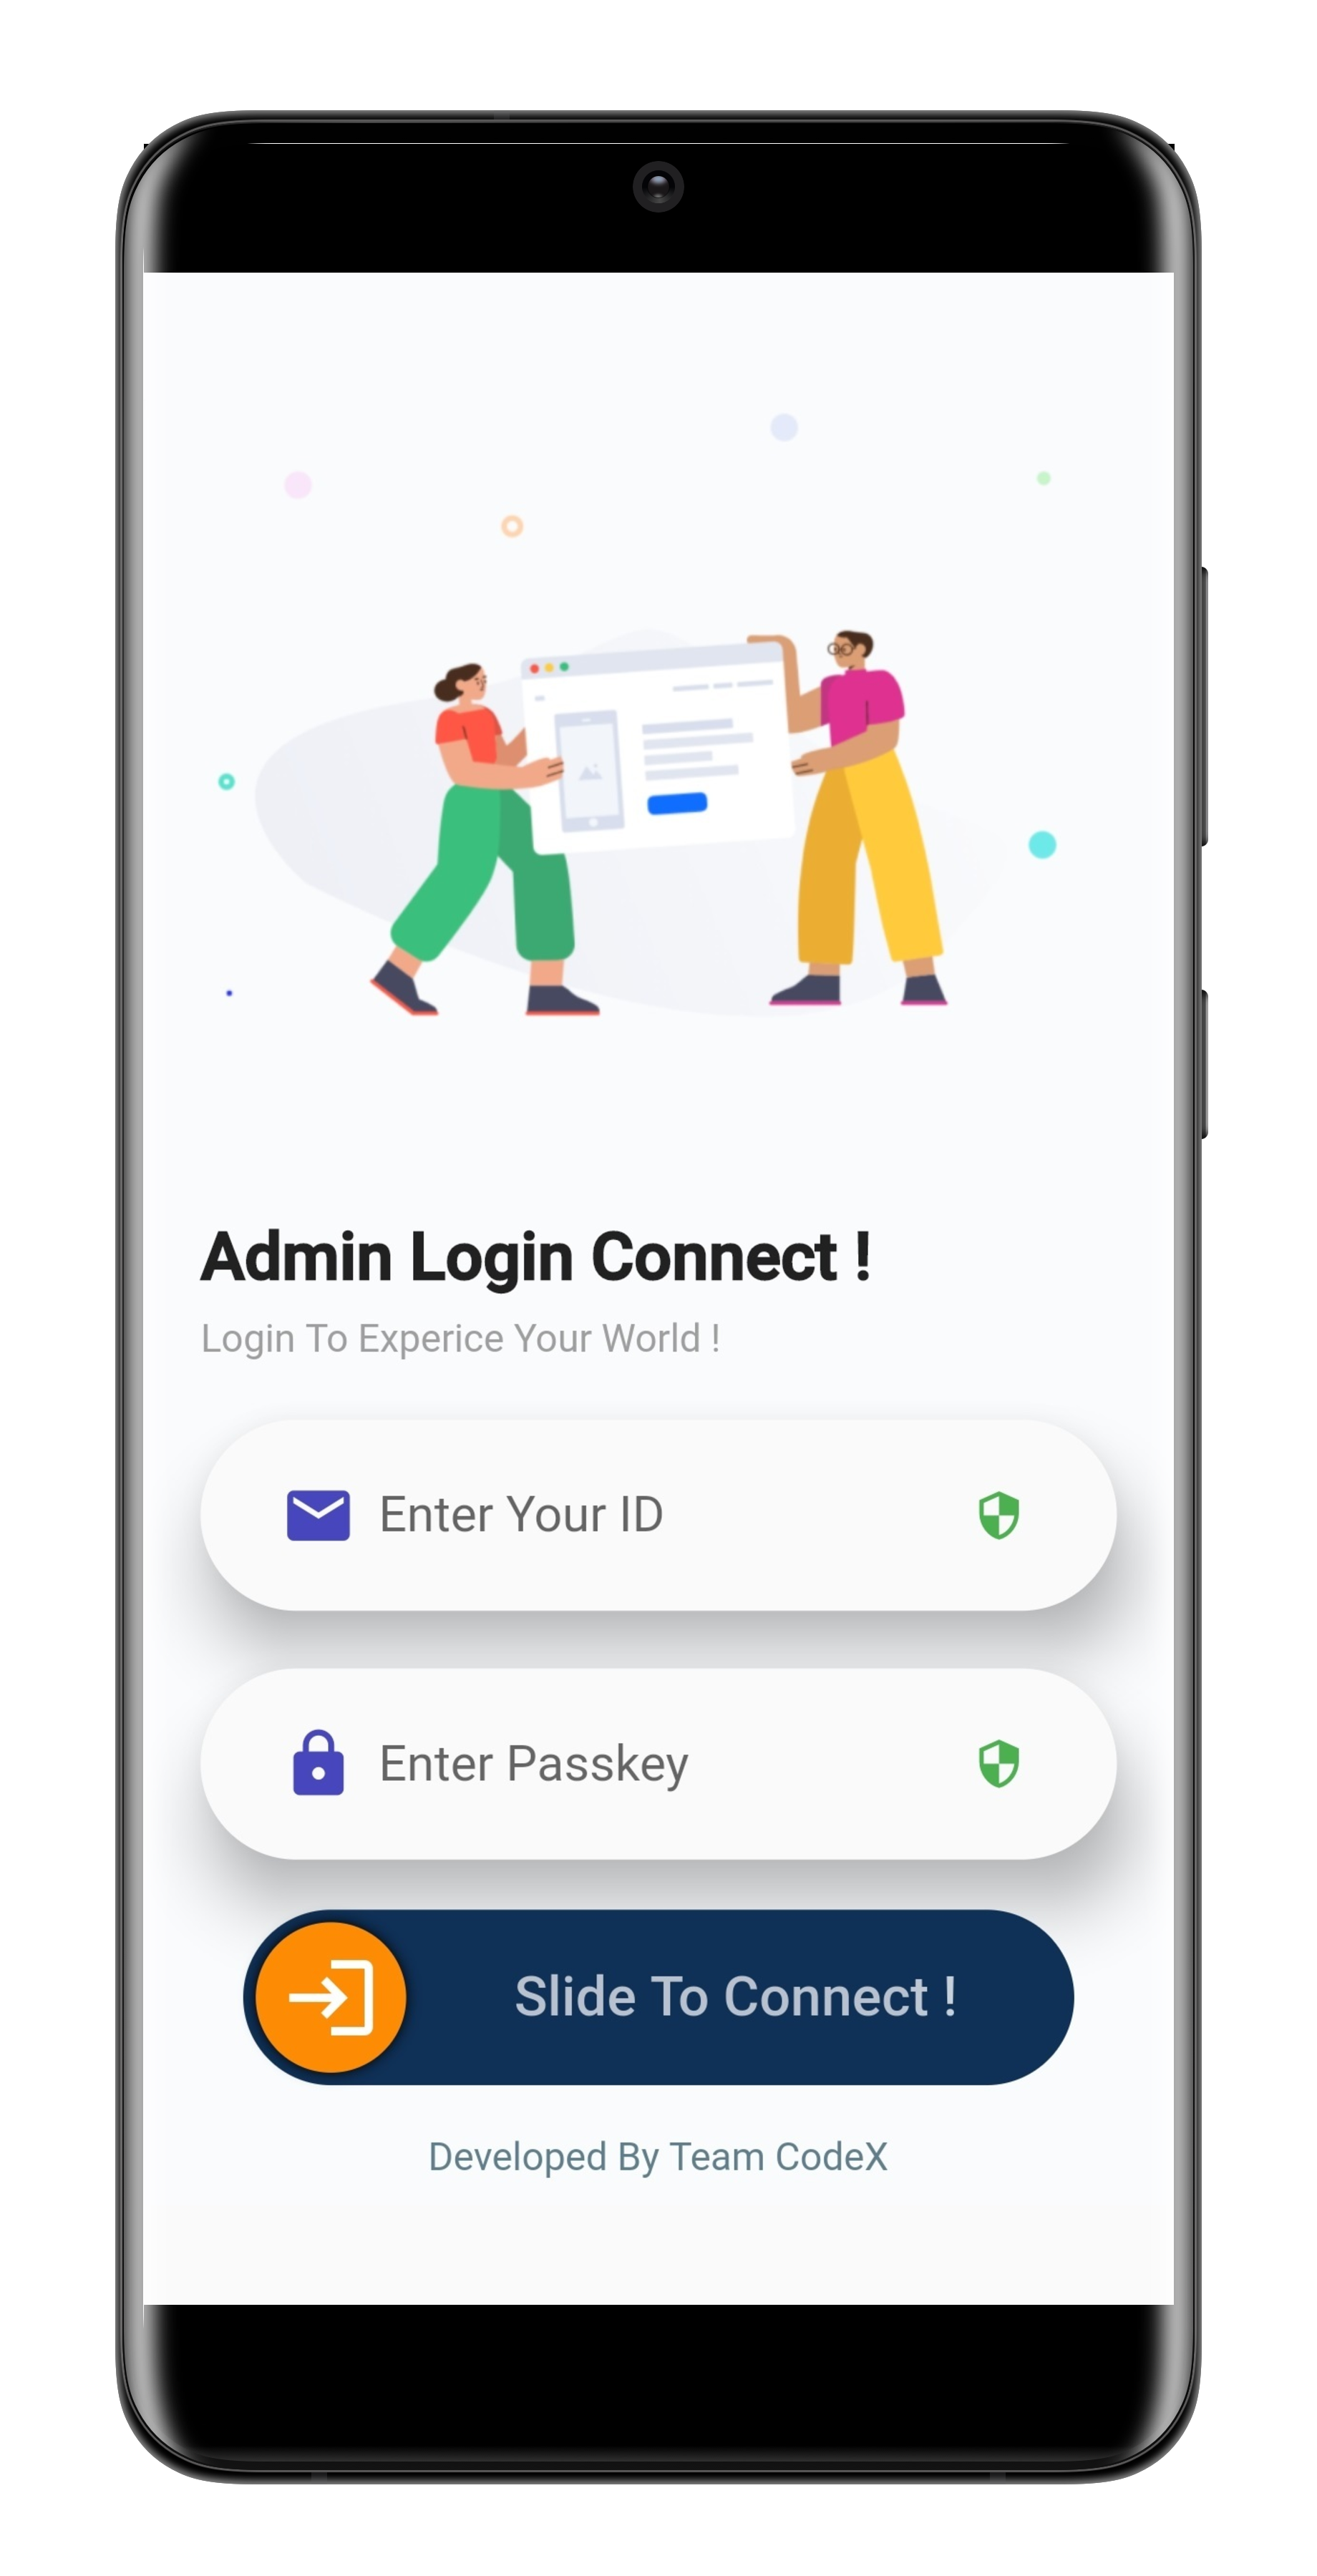 Admin Login Connect !
Login To Experice Your World !
Enter Your ID
Enter Passkey
Slide To Connect !
Developed By Team CodeX